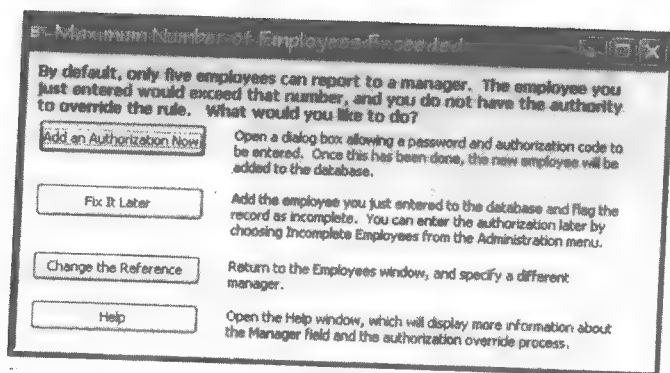 Maximum Number of Employees Exceeded
By default, only five employees can report to a manager. The employee you
just entered would exceed that number, and you do not have the authority
to override the rule. What would you like to do?
Add an Authorization Now
Open a dialog box allowing a password and authorization code to
be entered. Once this has been done, the new employee will be
added to the database.
Fix It Later
Add the employee you just entered to the database and flag the
record as incomplete. You can enter the authorization later by
choosing Incomplete Employees from the Administration menu.
Change the Reference
Return to the Employees window, and specify a different
manager.
Help
Open the Help window, which will display more information about
the Manager field and the authorization override process.